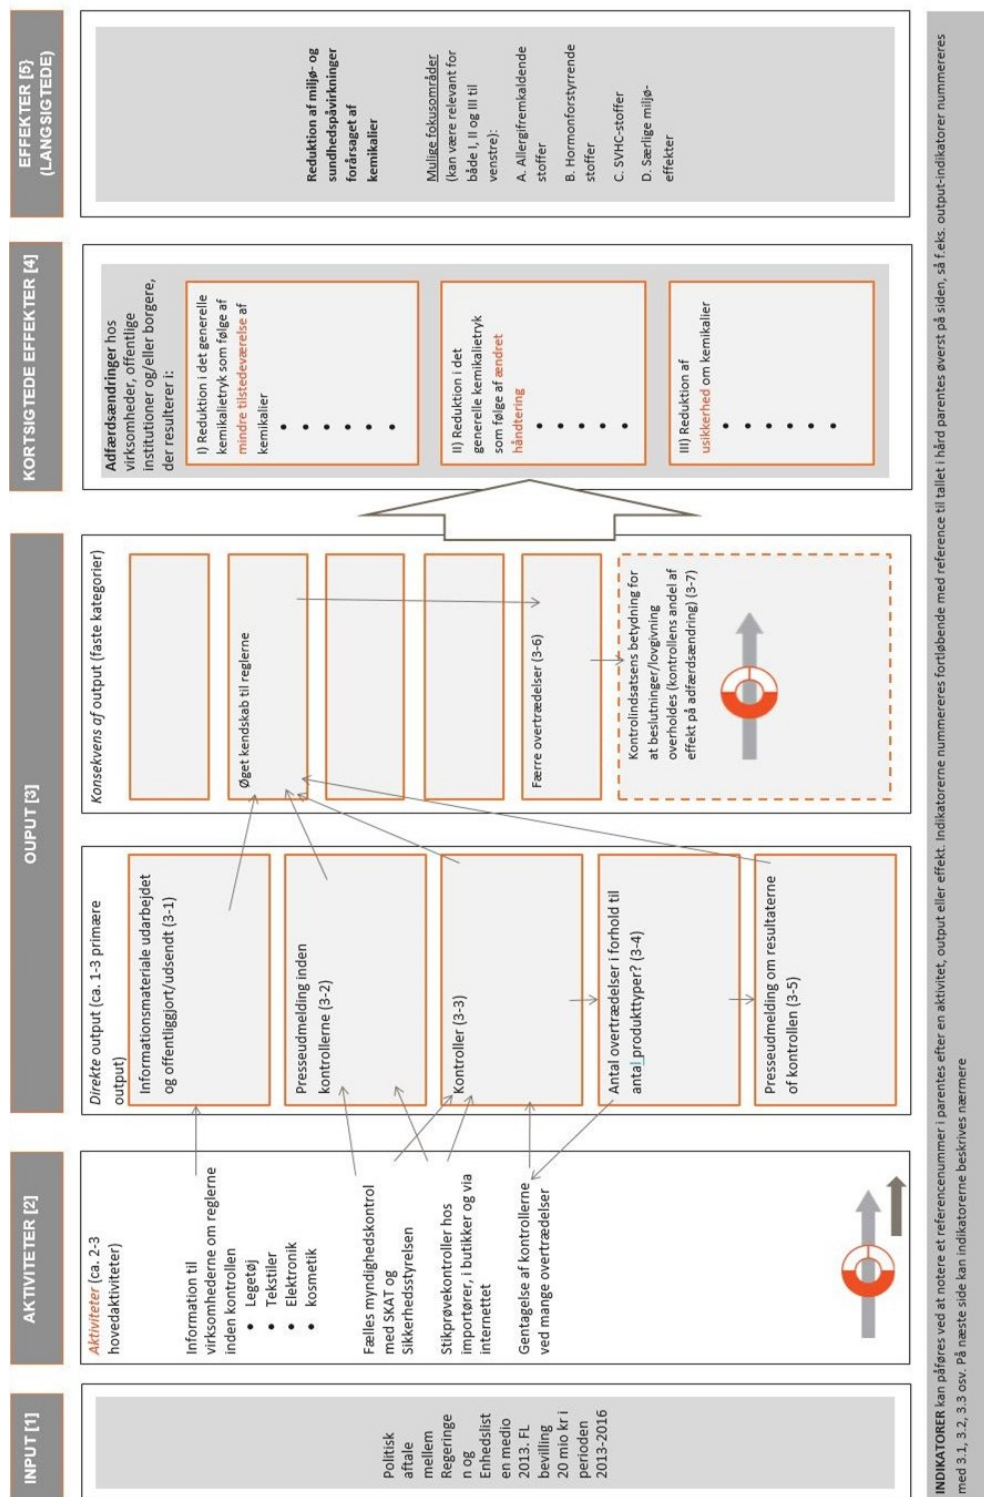 INPUT [1]
Politisk
aftale
mellem
Regeringe
n og
Enhedslist
en medio
2013. FL
bevilling
20 mio kr i
perioden
2013-2016
AKTIVITETER [2]
Aktiviteter (ca. 2-3
hovedaktiviteter)
Information til
virksomhederne om reglerne
inden kontrollen
• Legetøj
• Tekstiler
• Elektronik
• kosmetik
Fælles myndighedskontrol
med SKAT og
Sikkerhedsstyrelsen
Stikprøvekontroller hos
importører, i butikker og via
internettet
Gentagelse af kontrollerne
ved mange overtrædelser
OUPUT [3]
Direkte output (ca. 1-3 primære
output)
Informationsmateriale udarbejdet
og offentliggjort/udsendt (3-1)
Presseudmelding inden
kontrollerne (3-2)
Kontroller (3-3)
Antal overtrædelser i forhold til
antal produkttyper? (3-4)
Presseudmelding om resultaterne
of kontrollen (3-5)
Konsekvens af output (faste kategorier)
Øget kendskab til reglerne
Færre overtrædelser (3-6)
Kontrolindsatsens betydning for
at beslutninger/lovgivning
overholdes (kontrollens andel af
effekt på adfærdsændring) (3-7)
KORTSIGTEDE EFFEKTER [4]
Adfærdsændringer hos
virksomheder, offentlige
institutioner og/eller borgere,
der resulterer i:
I) Reduktion i det generelle
kemikalietryk som følge af
mindre tilstedeværelse af
kemikalier
II) Reduktion i det
generelle kemikalietryk
som følge af ændret
håndtering
III) Reduktion af
usikkerhed om kemikalier
EFFEKTER [5]
(LANGSIGTEDE)
Reduktion af miljø- og
sundhedspåvirkninger
forårsaget af
kemikalier
Mulige fokusområder
(kan være relevant for
både I, II og III til
venstre):
A. Allergifremkaldende
stoffer
B. Hormonforstyrrende
stoffer
C. SVHC-stoffer
D. Særlige miljø-
effekter
INDIKATORER kan påføres ved at notere et referencenummer i parentes efter en aktivitet, output eller effekt. Indikatorerne nummereres fortløbende med reference til tallet i hård parentes øverst på siden, så f.eks. output-indikatorer nummereres
med 3.1, 3.2, 3.3 osv. På næste side kan indikatorerne beskrives nærmere